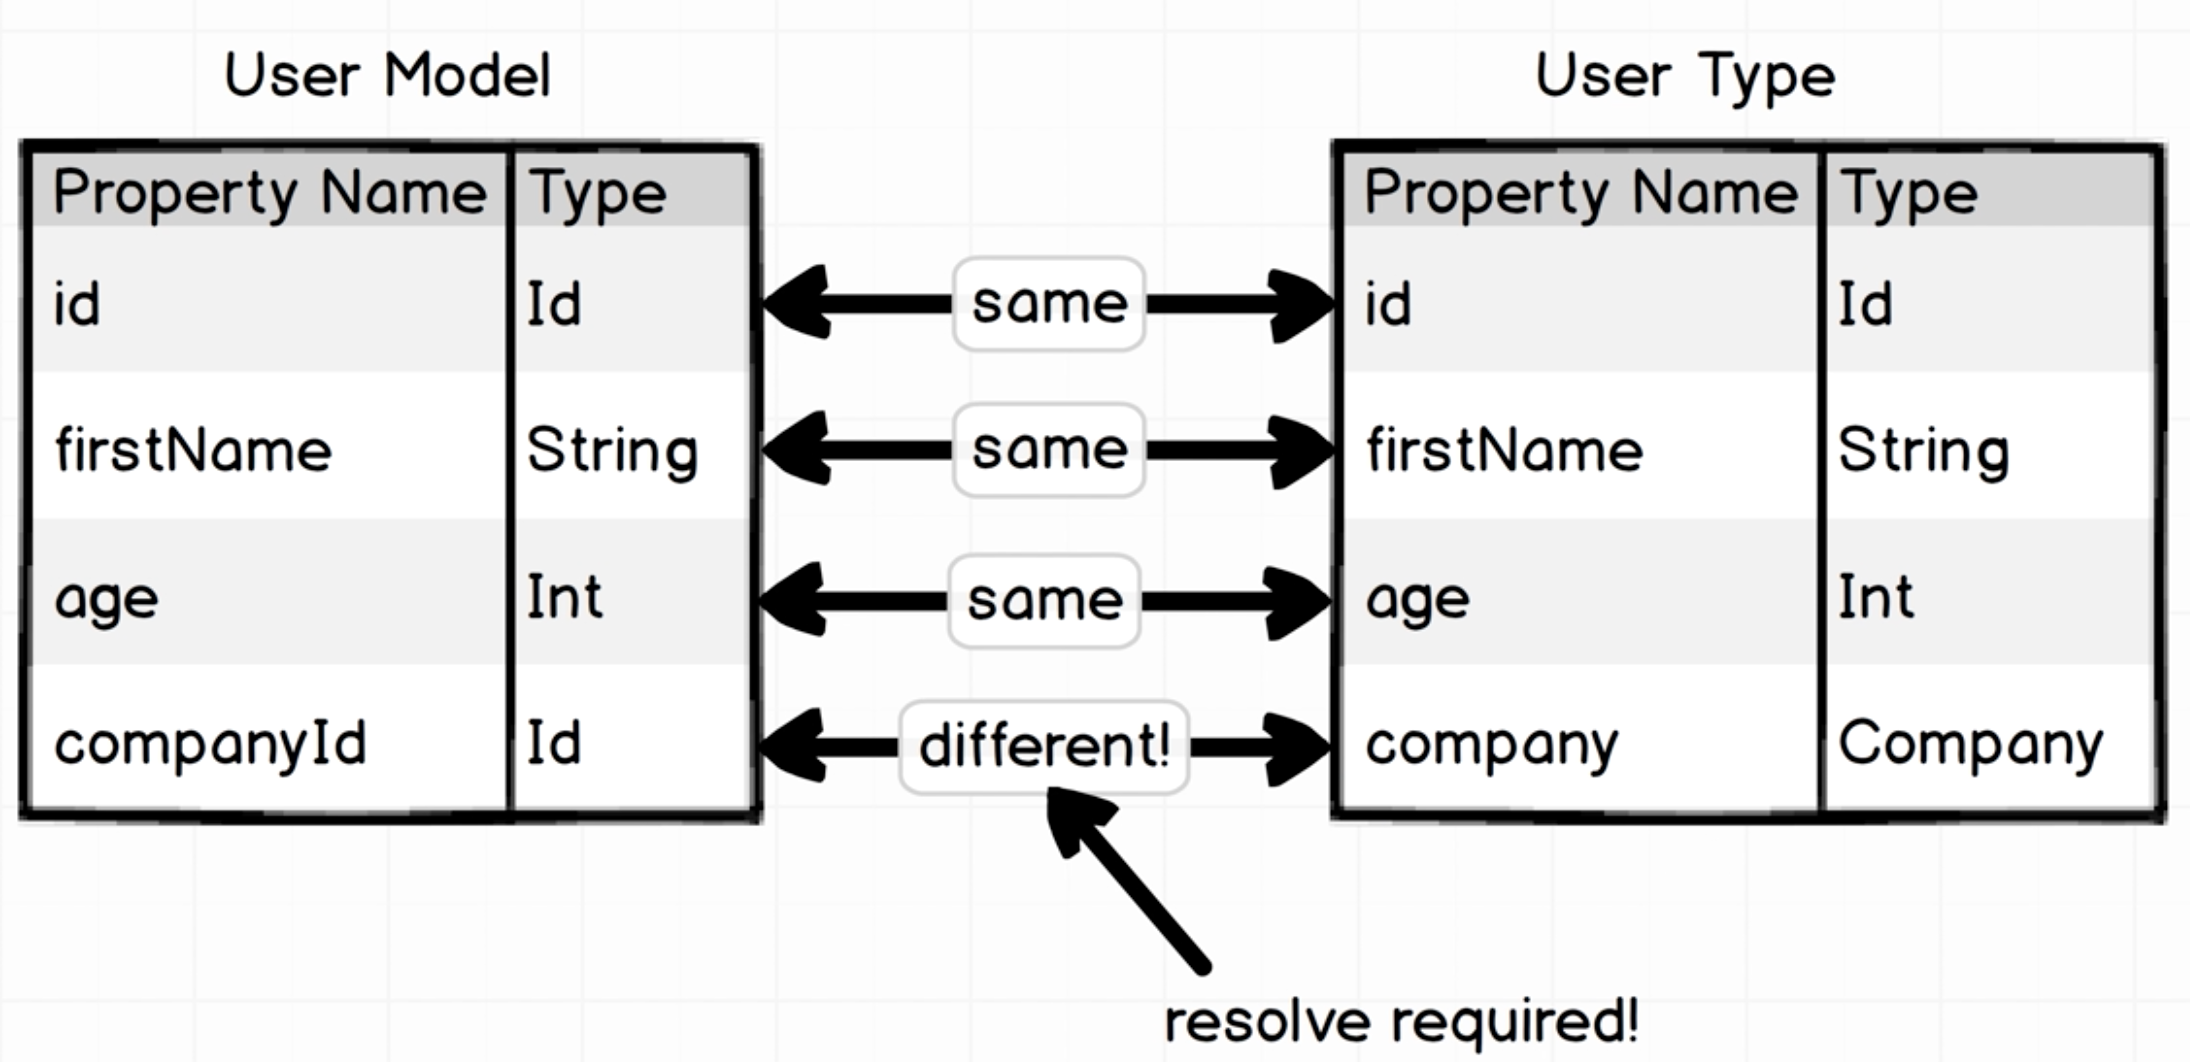 User Model
Property Name Type
id Id
firstName String
age Int
companyId Id
same
same
same
different!
User Type
Property Name Type
id Id
firstName String
age Int
company Company
resolve required!